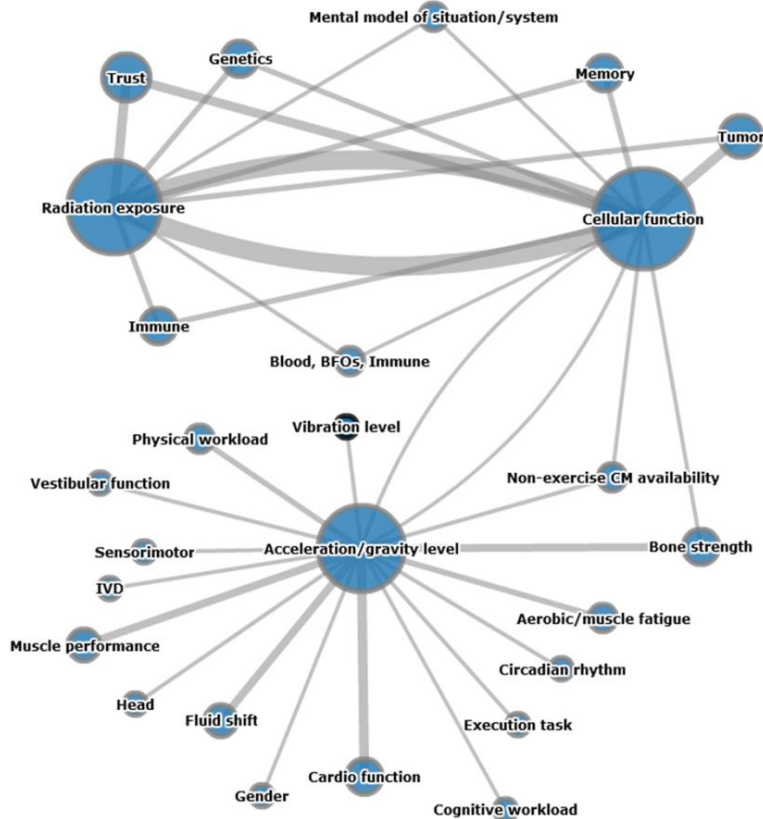 Mental model of situation/system
Genetics
Trust
Memory
Tumor
Radiation exposure
Cellular function
Immune
Blood, BFOs, Immune
Vibration level
Physical workload
Non-exercise CM availability
Vestibular function
Sensorimotor
Acceleration/gravity level
Bone strength
IVD
Aerobic/muscle fatigue
Muscle performance
Circadian rhythm
Head
Fluid shift
Execution task
Cardio function
Gender
Cognitive workload